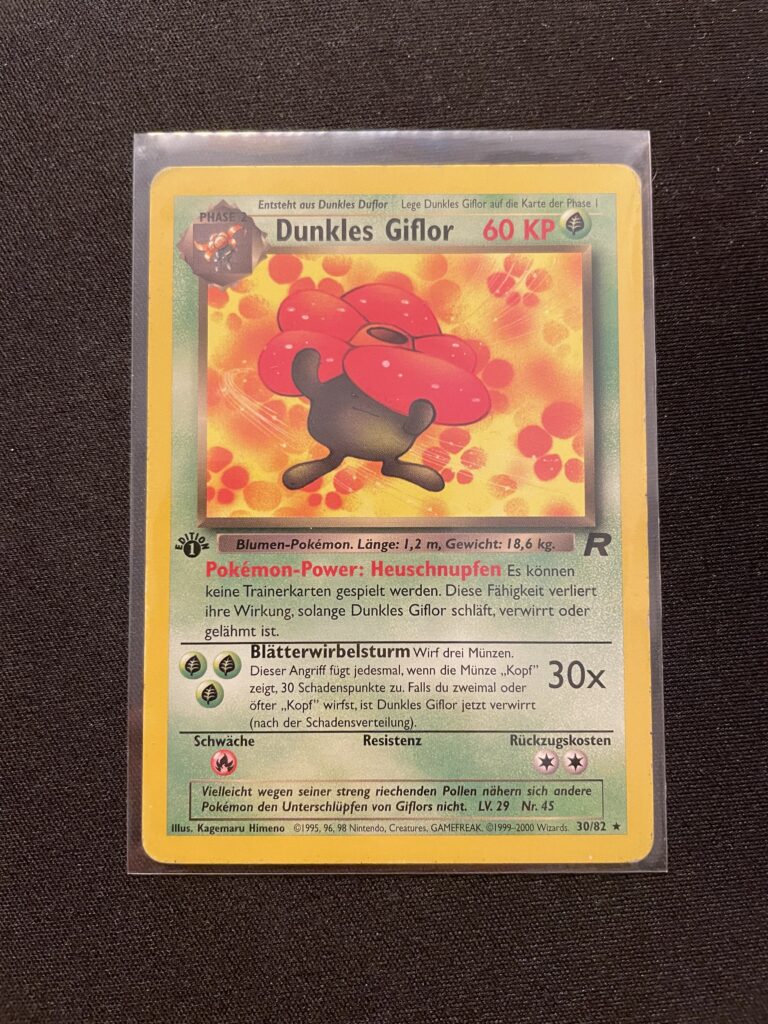 Entsteht aus Dunkles Duflor Lege Dunkles Giflor auf die Karte der Phase 1
PHASE 2
Dunkles Giflor 60 KP
Blumen-Pokémon. Länge: 1,2 m, Gewicht: 18,6 kg.
EDITION
1
R
Pokémon-Power: Heuschnupfen Es können
keine Trainerkarten gespielt werden. Diese Fähigkeit verliert
ihre Wirkung, solange Dunkles Giflor schläft, verwirrt oder
gelähmt ist.
Blätterwirbelsturm Wirf drei Münzen.
Dieser Angriff fügt jedesmal, wenn die Münze „Kopf"
zeigt, 30 Schadenspunkte zu. Falls du zweimal oder
öfter „Kopf" wirfst, ist Dunkles Giflor jetzt verwirrt
(nach der Schadensverteilung).
30x
Schwäche Resistenz Rückzugskosten
Vielleicht wegen seiner streng riechenden Pollen nähern sich andere
Pokémon den Unterschlüpfen von Giflors nicht. LV. 29 Nr. 45
Illus. Kagemaru Himeno ©1995, 96, 98 Nintendo, Creatures, GAMEFREAK. ©1999-2000 Wizards. 30/82 ★